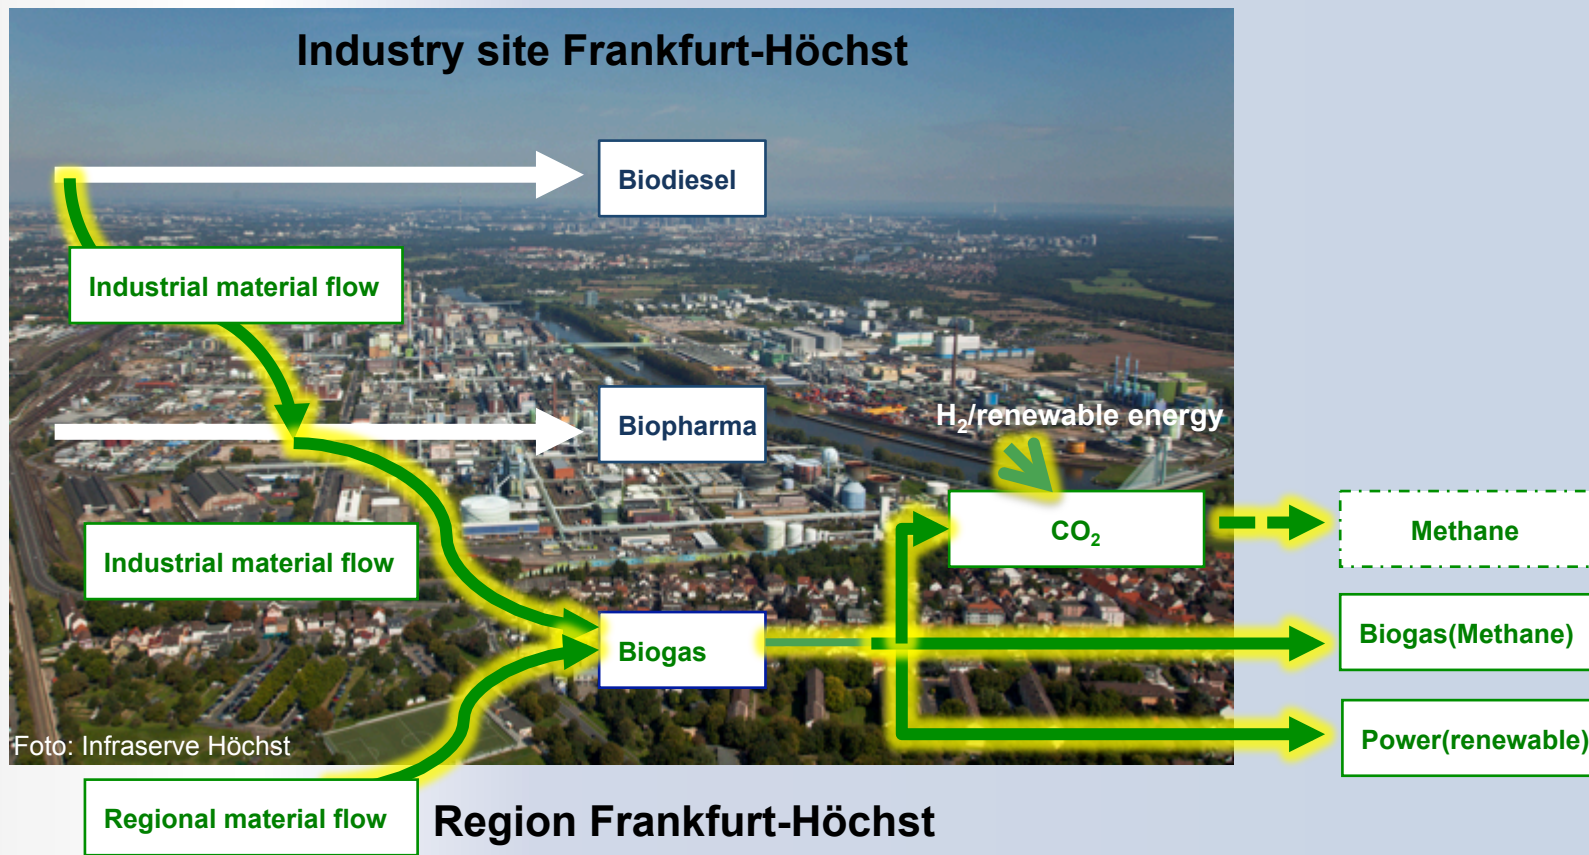 Industry site Frankfurt-Höchst
Biodiesel
Industrial material flow
Biopharma
H₂/renewable energy
CO₂
Methane
Industrial material flow
Biogas
Biogas(Methane)
Power(renewable)
Foto: Infraserve Höchst
Regional material flow
Region Frankfurt-Höchst